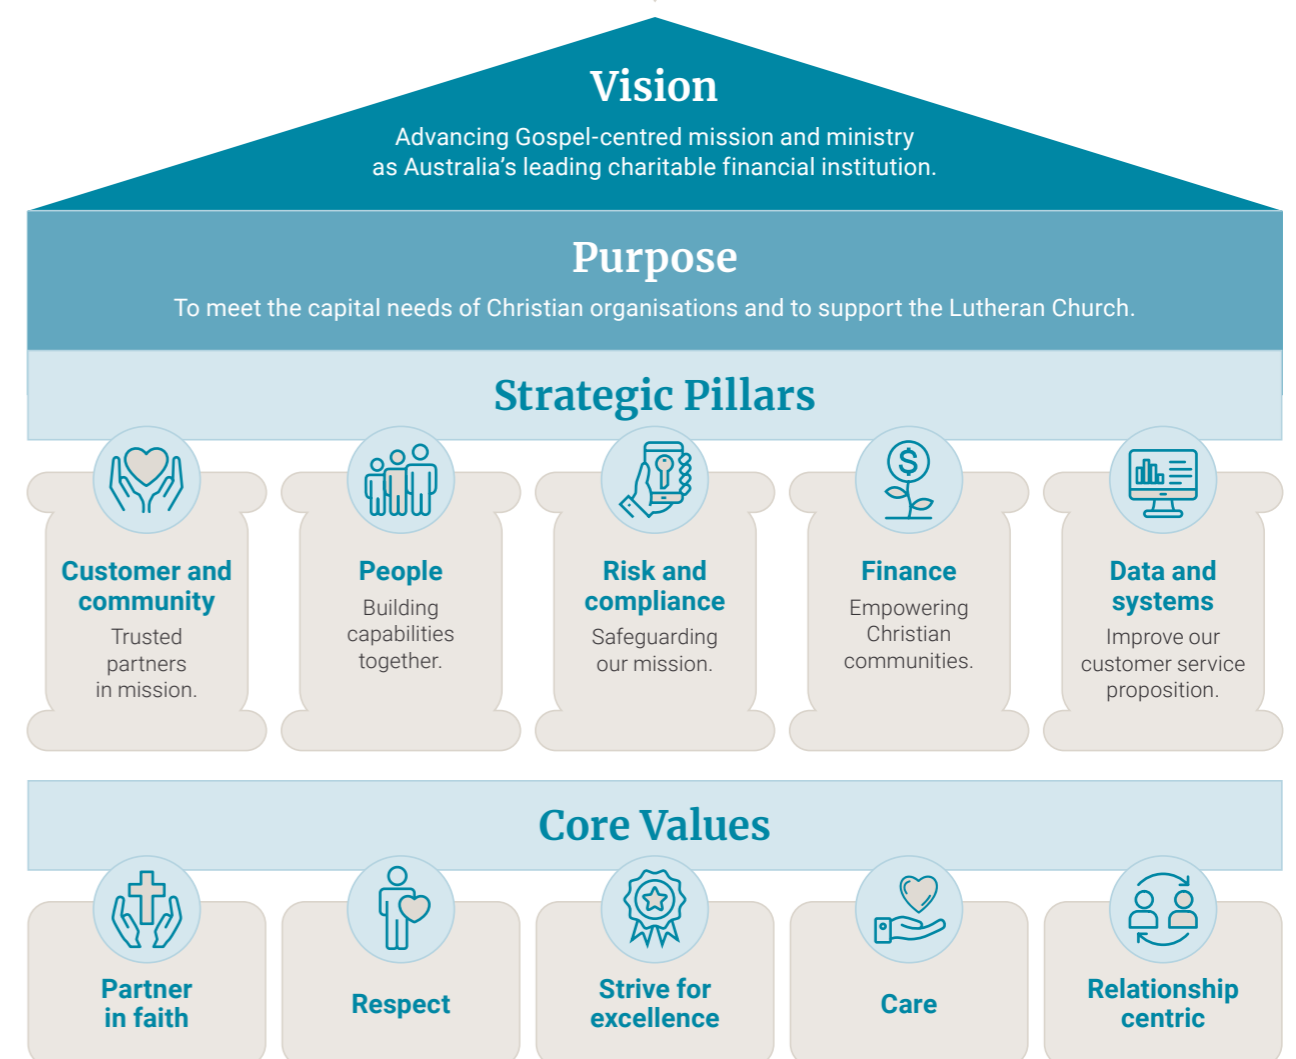 Vision
Advancing Gospel-centred mission and ministry
as Australia's leading charitable financial institution.
Purpose
To meet the capital needs of Christian organisations and to support the Lutheran Church.
Strategic Pillars
Customer and
community
Trusted
partners
in mission.
People
Building
capabilities
together.
Risk and
compliance
Safeguarding
our mission.
$
Finance
Empowering
Christian
communities.
Data and
systems
Improve our
customer service
proposition.
Core Values
Partner
in faith
Respect
Strive for
excellence
Care
Relationship
centric